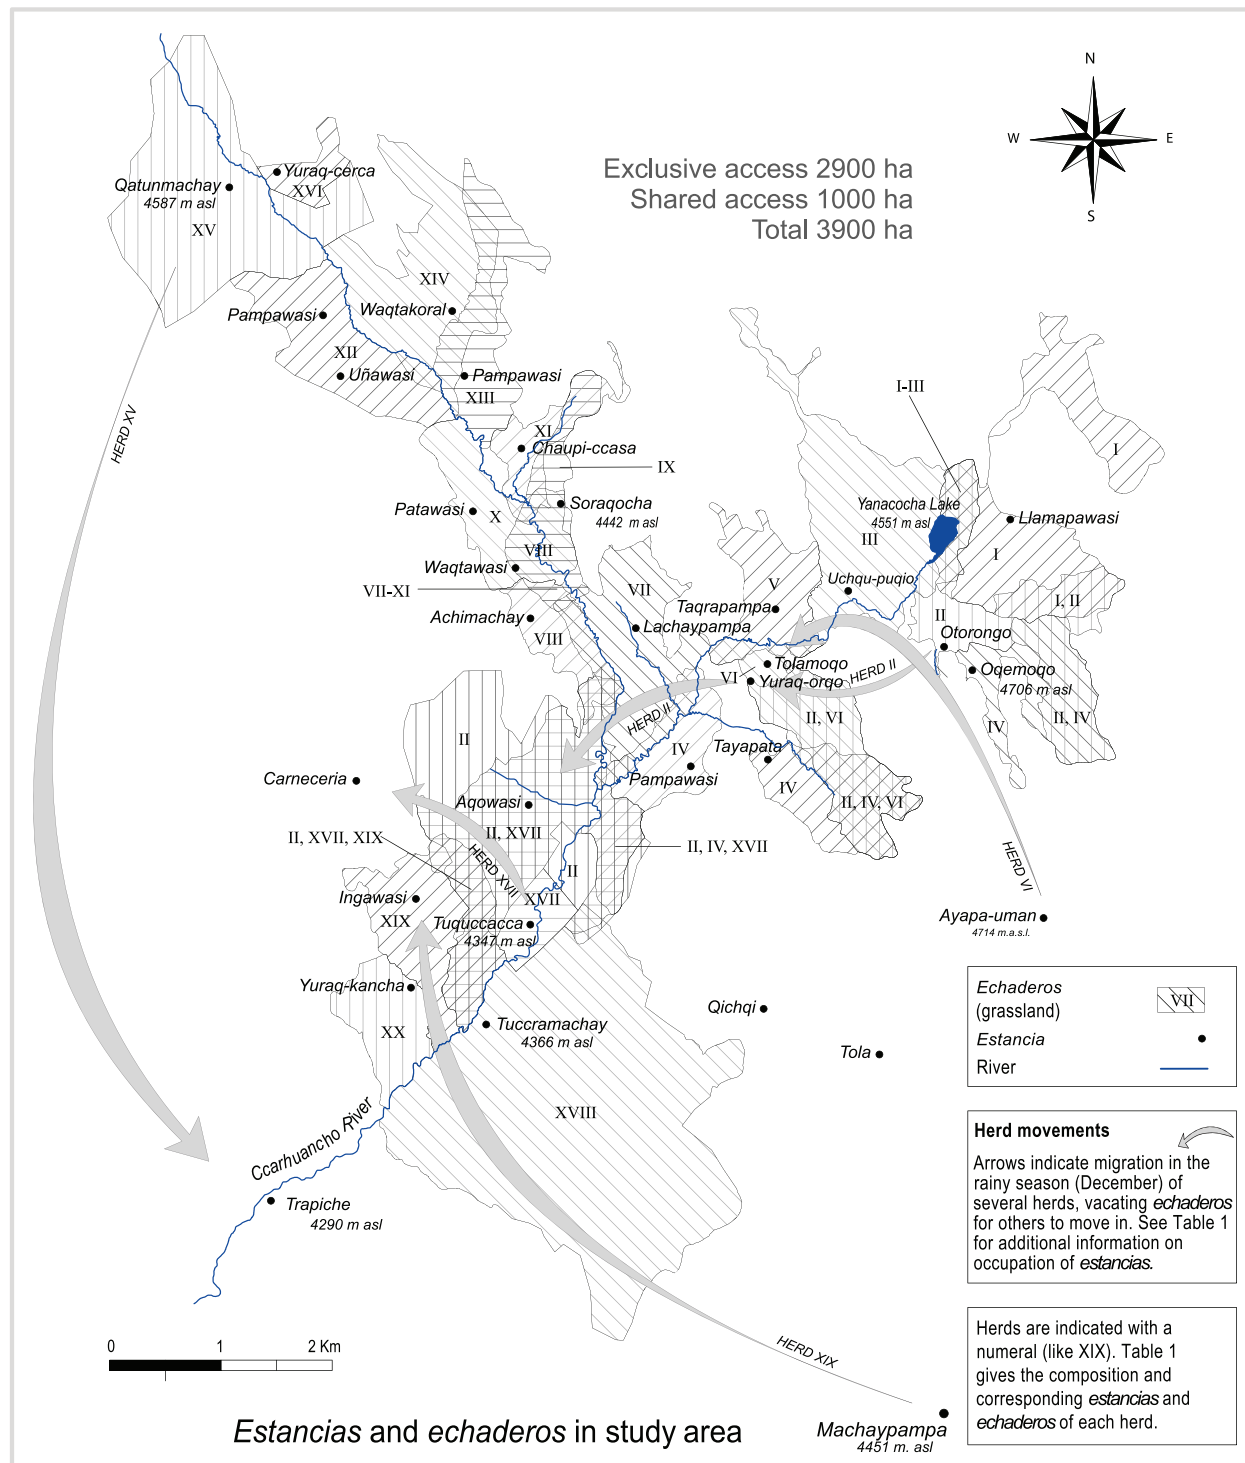 N
W
E
S
Exclusive access 2900 ha
Shared access 1000 ha
Total 3900 ha
Yuraq-cerca
XVI
Qatunmachay
4587 m asl
XV
XIV
Pampawasi
Waqtakoral
XII
Uñawasi
Pampawasi
XIII
I-III
HERD XV
XI
Chaupi-ccasa
I
IX
Patawasi
X
Soraqocha
4442 m asl
Yanacocha Lake
4551 m asl
Llamapawasi
III
VIII
I
Waqtawasi
VII
V
Uchqu-puqio
VII-XI
Taqrapampa
I, II
Achimachay
Lachaypampa
II
VIII
Otorongo
Tolamoqo
Oqemoqo
4706 m asl
VI
Yuraq-orqo
HERD II
HERD II
II, VI
IV
II, IV
II
IV
Tayapata
Carneceria
Pampawasi
IV
Aqowasi
II, IV, VI
II, XVII, XIX
II, XVII
II, IV, XVII
HERD XVII
II
HERD VI
Ingawasi
XVII
XIX
Tuquccacca
4347 m asl
Ayapa-uman
4714 m.a.s.l.
Yuraq-kancha
Qichqi
XX
Tuccramachay
4366 m asl
Tola
XVIII
Ccarhuancho River
Trapiche
4290 m asl
HERD XIX
Machaypampa
4451 m. asl
Echaderos
(grassland)
VII
Estancia
River
Herd movements
Arrows indicate migration in the
rainy season (December) of
several herds, vacating echaderos
for others to move in. See Table 1
for additional information on
occupation of estancias.
Herds are indicated with a
numeral (like XIX). Table 1
gives the composition and
corresponding estancias and
echaderos of each herd.
0 1 2 Km
Estancias and echaderos in study area